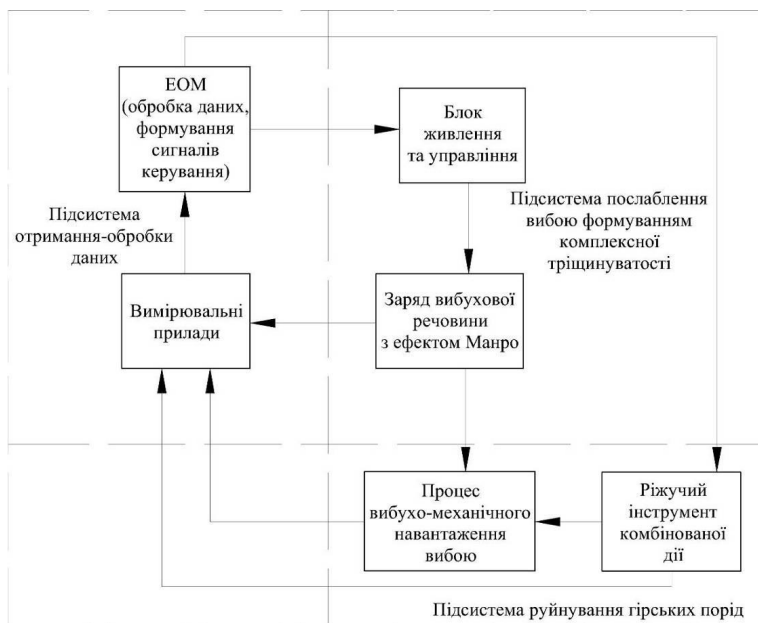 ЕОМ
(обробка даних,
формування
сигналів
керування)
Блок
живлення
та управління
Підсистема
отримання-обробки
даних
Підсистема послаблення
вибою формуванням
комплексної
тріщинуватості
Вимірювальні
прилади
Заряд вибухової
речовини
з ефектом Манро
Процес
вибухо-механічного
навантаження
вибою
Ріжучий
інструмент
комбінованої
дії
Підсистема руйнування гірських порід